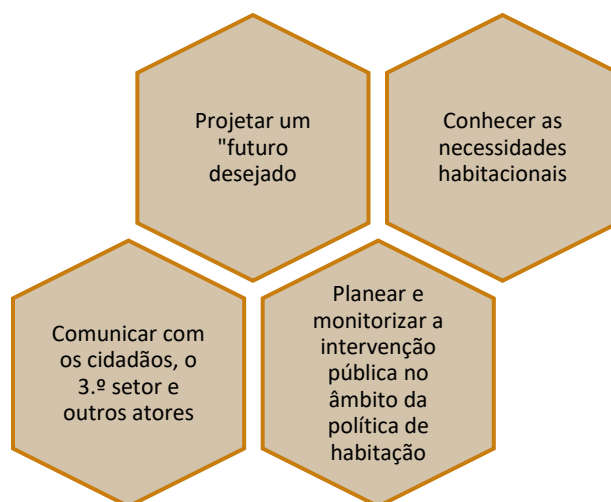 Projetar um
"futuro
desejado
Conhecer as
necessidades
habitacionais
Comunicar com
os cidadãos, o
3.º setor e
outros atores
Planear e
monitorizar a
intervenção
pública no
âmbito da
política de
habitação